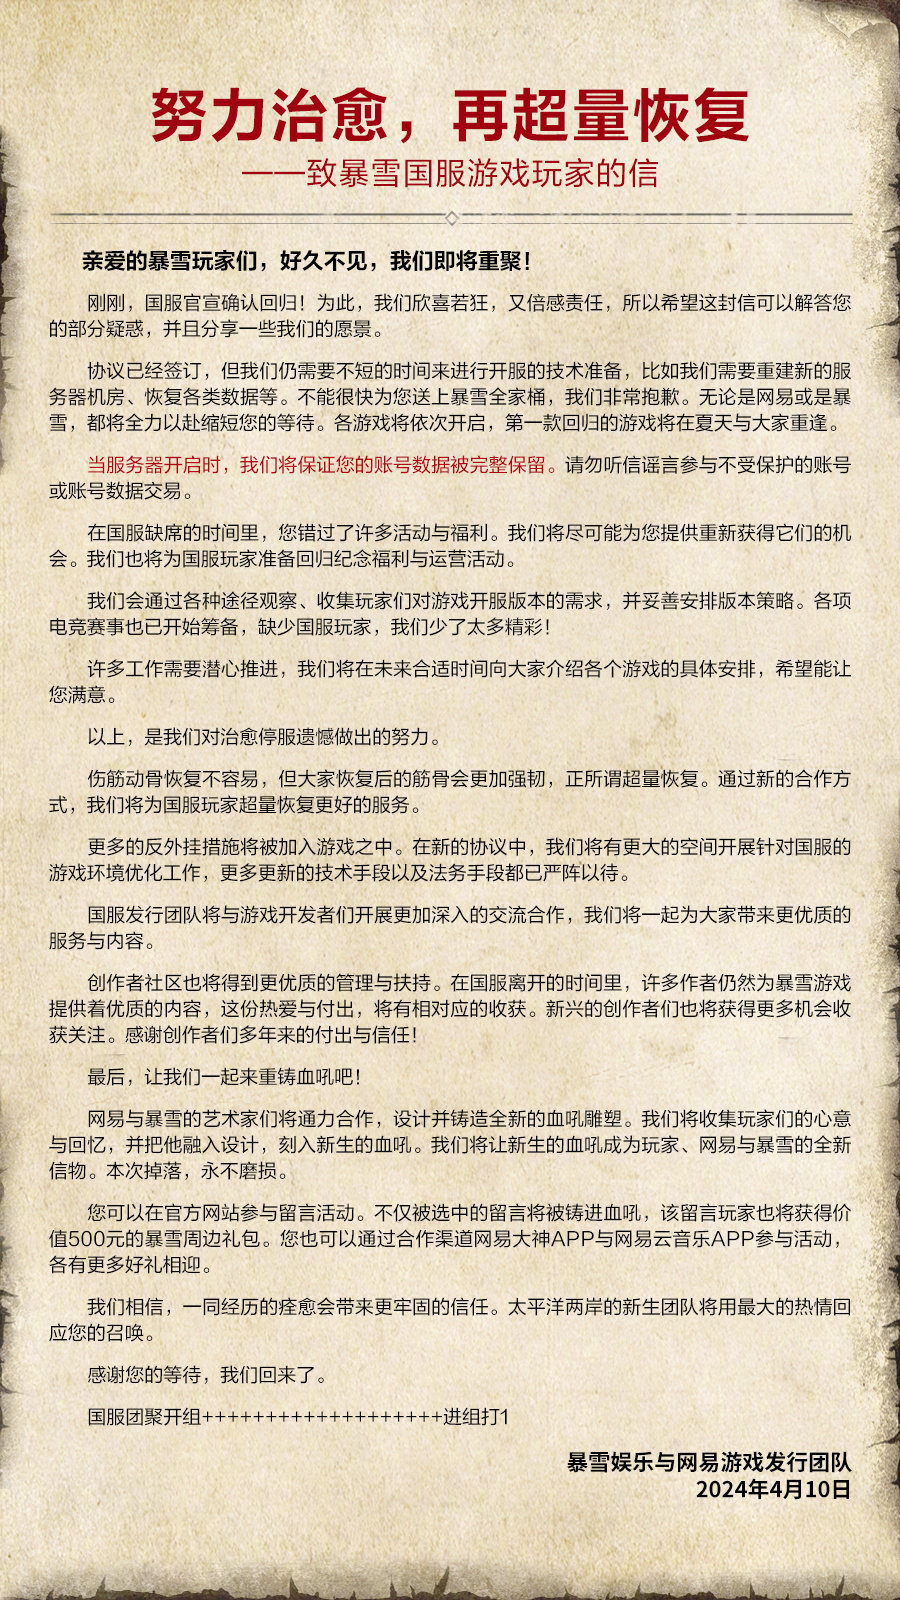 努力治愈，再超量恢复
——致暴雪国服游戏玩家的信
亲爱的暴雪玩家们，好久不见，我们即将重聚！
刚刚，国服官宣确认回归！为此，我们欣喜若狂，又倍感责任，所以希望这封信可以解答您
的部分疑惑，并且分享一些我们的愿景。
协议已经签订，但我们仍需要不短的时间来进行开服的技术准备，比如我们需要重建新的服
务器机房、恢复各类数据等。不能很快为您送上暴雪全家桶，我们非常抱歉。无论是网易或是暴
雪，都将全力以赴缩短您的等待。各游戏将依次开启，第一款回归的游戏将在夏天与大家重逢。
当服务器开启时，我们将保证您的账号数据被完整保留。请勿听信谣言参与不受保护的账号
或账号数据交易。
在国服缺席的时间里，您错过了许多活动与福利。我们将尽可能为您提供重新获得它们的机
会。我们也将为国服玩家准备回归纪念福利与运营活动。
我们会通过各种途径观察、收集玩家们对游戏开服版本的需求，并妥善安排版本策略。各项
电竞赛事也已开始筹备，缺少国服玩家，我们少了太多精彩！
许多工作需要潜心推进，我们将在未来合适时间向大家介绍各个游戏的具体安排，希望能让
您满意。
以上，是我们对治愈停服遗憾做出的努力。
伤筋动骨恢复不容易，但大家恢复后的筋骨会更加强韧，正所谓超量恢复。通过新的合作方
式，我们将为国服玩家超量恢复更好的服务。
更多的反外挂措施将被加入游戏之中。在新的协议中，我们将有更大的空间开展针对国服的
游戏环境优化工作，更多更新的技术手段以及法务手段都已严阵以待。
国服发行团队将与游戏开发者们开展更加深入的交流合作，我们将一起为大家带来更优质的
服务与内容。
创作者社区也将得到更优质的管理与扶持。在国服离开的时间里，许多作者仍然为暴雪游戏
提供着优质的内容，这份热爱与付出，将有相对应的收获。新兴的创作者们也将获得更多机会收
获关注。感谢创作者们多年来的付出与信任！
最后，让我们一起来重铸血吼吧！
网易与暴雪的艺术家们将通力合作，设计并铸造全新的血吼雕塑。我们将收集玩家们的心意
与回忆，并把他融入设计，刻入新生的血吼。我们将让新生的血吼成为玩家、网易与暴雪的全新
信物。本次掉落，永不磨损。
您可以在官方网站参与留言活动。不仅被选中的留言将被铸进血吼，该留言玩家也将获得价
值500元的暴雪周边礼包。您也可以通过合作渠道网易大神APP与网易云音乐APP参与活动，
各有更多好礼相迎。
我们相信，一同经历的痊愈会带来更牢固的信任。太平洋两岸的新生团队将用最大的热情回
应您的召唤。
感谢您的等待，我们回来了。
国服团聚开组+++++++++++++++++++进组打1
暴雪娱乐与网易游戏发行团队
2024年4月10日